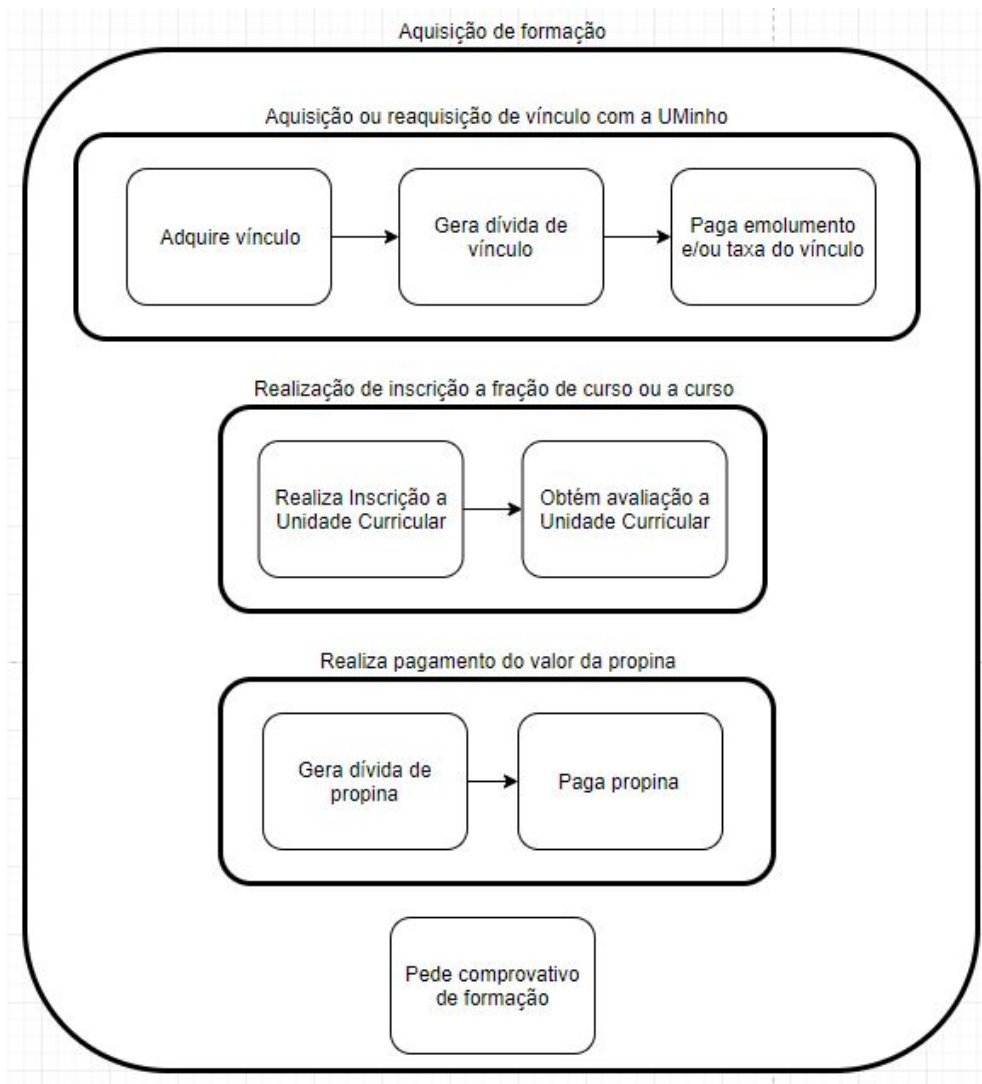 Aquisição de formação
Aquisição ou reaquisição de vínculo com a UMinho
Adquire vínculo
Gera dívida de
vínculo
Paga emolumento
e/ou taxa do vínculo
Realização de inscrição a fração de curso ou a curso
Realiza Inscrição a
Unidade Curricular
Obtém avaliação a
Unidade Curricular
Realiza pagamento do valor da propina
Gera dívida de
propina
Paga propina
Pede comprovativo
de formação